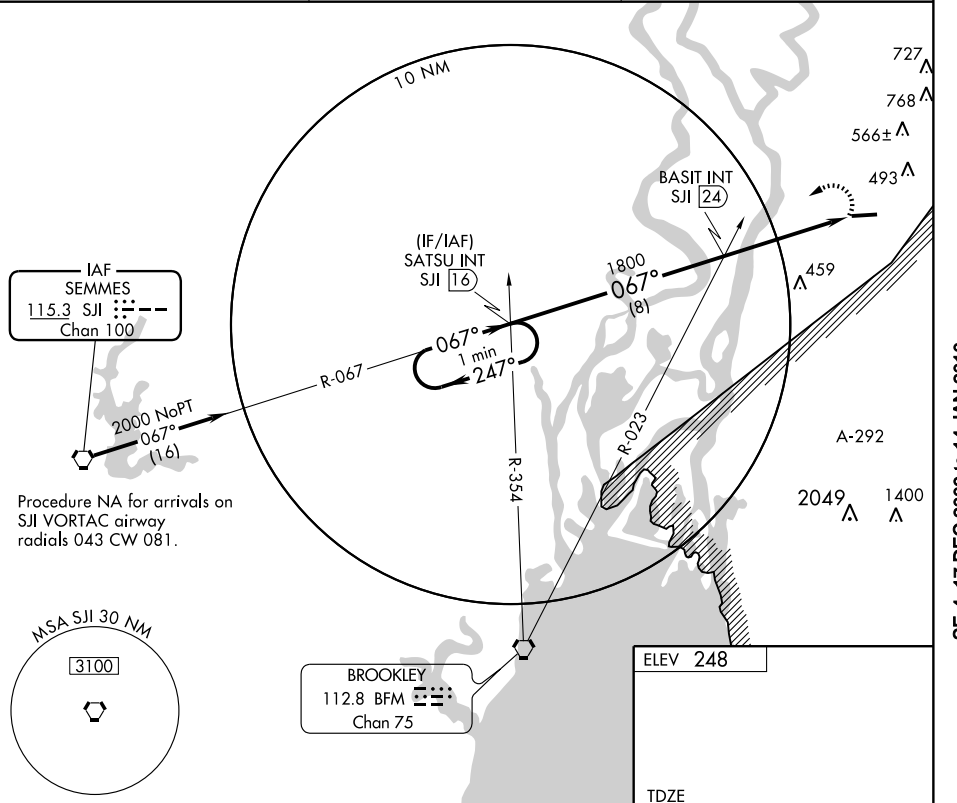 10 NM
727
768
566±
493
BASIT INT
SJI 24
(IF/IAF)
SATSU INT
SJI 16
1800
067°
(8)
459
IAF
SEMMES
115.3 SJI
Chan 100
067°
1 min
247°
R-067
2000 NoPT
067°
(16)
R-023
R-354
A-292
2049
1400
Procedure NA for arrivals on
SJI VORTAC airway
radials 043 CW 081.
MSA SJI 30 NM
3100
BROOKLEY
112.8 BFM
Chan 75
ELEV 248
TDZE